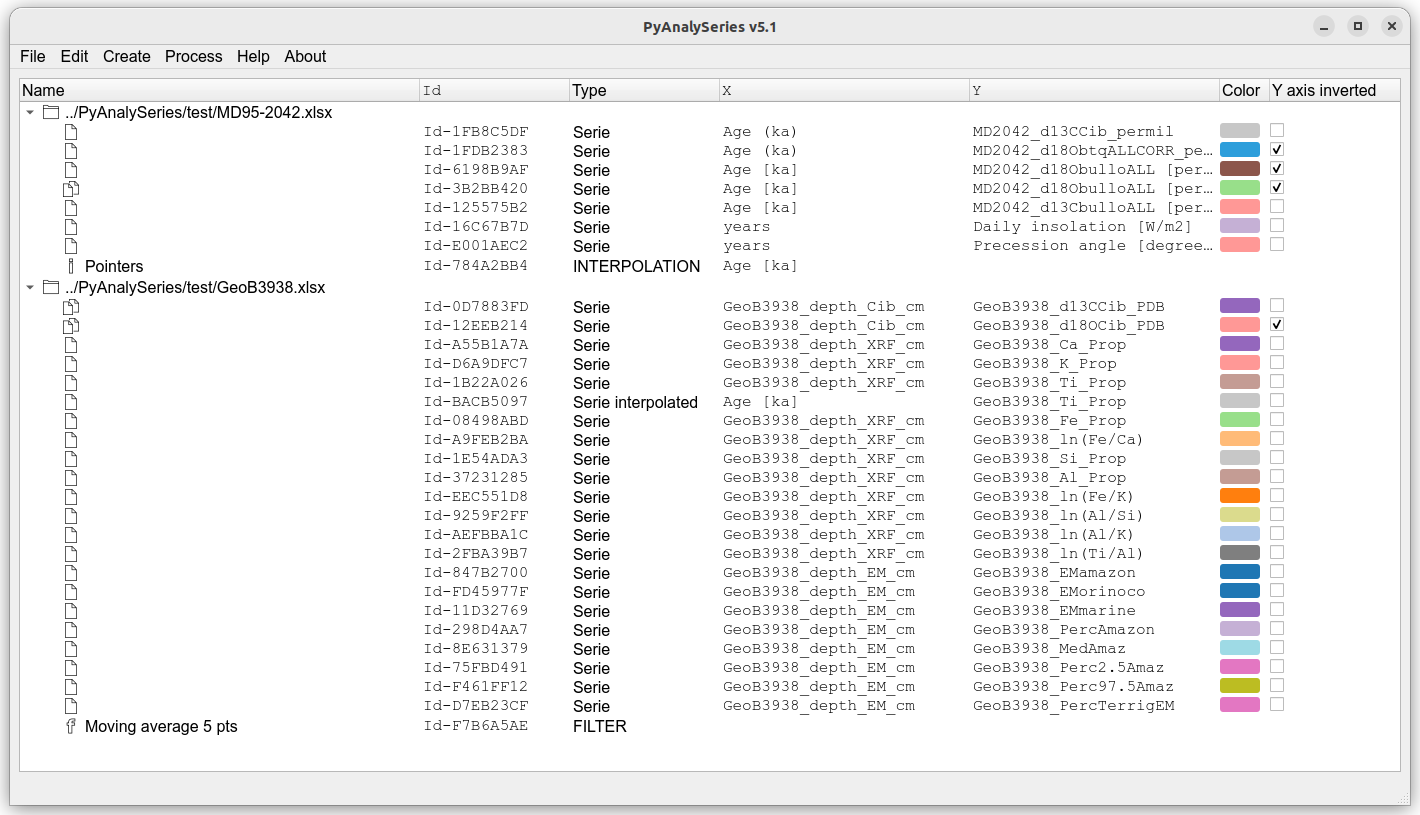 PyAnalySeries v5.1
File Edit Create Process Help About
Name Id Type X Y Color Y axis inverted
../PyAnalySeries/test/MD95-2042.xlsx
Id-1FB8C5DF Serie Age (ka) MD2042_d13CCib_permil
Id-1FDB2383 Serie Age (ka) MD2042_d18ObtqALLCORR_pe…
Id-6198B9AF Serie Age [ka] MD2042_d18ObulloALL [per…
Id-3B2BB420 Serie Age [ka] MD2042_d18ObulloALL [per…
Id-125575B2 Serie Age [ka] MD2042_d13CbulloALL [per…
Id-16C67B7D Serie years Daily insolation [W/m2]
Id-E001AEC2 Serie years Precession angle [degree…
Pointers Id-784A2BB4 INTERPOLATION Age [ka]
../PyAnalySeries/test/GeoB3938.xlsx
Id-0D7883FD Serie GeoB3938_depth_Cib_cm GeoB3938_d13CCib_PDB
Id-12EEB214 Serie GeoB3938_depth_Cib_cm GeoB3938_d18OCib_PDB
Id-A55B1A7A Serie GeoB3938_depth_XRF_cm GeoB3938_Ca_Prop
Id-D6A9DFC7 Serie GeoB3938_depth_XRF_cm GeoB3938_K_Prop
Id-1B22A026 Serie GeoB3938_depth_XRF_cm GeoB3938_Ti_Prop
Id-BACB5097 Serie interpolated Age [ka] GeoB3938_Ti_Prop
Id-08498ABD Serie GeoB3938_depth_XRF_cm GeoB3938_Fe_Prop
Id-A9FEB2BA Serie GeoB3938_depth_XRF_cm GeoB3938_ln(Fe/Ca)
Id-1E54ADA3 Serie GeoB3938_depth_XRF_cm GeoB3938_Si_Prop
Id-37231285 Serie GeoB3938_depth_XRF_cm GeoB3938_Al_Prop
Id-EEC551D8 Serie GeoB3938_depth_XRF_cm GeoB3938_ln(Fe/K)
Id-9259F2FF Serie GeoB3938_depth_XRF_cm GeoB3938_ln(Al/Si)
Id-AEFBBA1C Serie GeoB3938_depth_XRF_cm GeoB3938_ln(Al/K)
Id-2FBA39B7 Serie GeoB3938_depth_XRF_cm GeoB3938_ln(Ti/Al)
Id-847B2700 Serie GeoB3938_depth_EM_cm GeoB3938_EMamazon
Id-FD45977F Serie GeoB3938_depth_EM_cm GeoB3938_EMorinoco
Id-11D32769 Serie GeoB3938_depth_EM_cm GeoB3938_EMmarine
Id-298D4AA7 Serie GeoB3938_depth_EM_cm GeoB3938_PercAmazon
Id-8E631379 Serie GeoB3938_depth_EM_cm GeoB3938_MedAmaz
Id-75FBD491 Serie GeoB3938_depth_EM_cm GeoB3938_Perc2.5Amaz
Id-F461FF12 Serie GeoB3938_depth_EM_cm GeoB3938_Perc97.5Amaz
Id-D7EB23CF Serie GeoB3938_depth_EM_cm GeoB3938_PercTerrigEM
Moving average 5 pts Id-F7B6A5AE FILTER